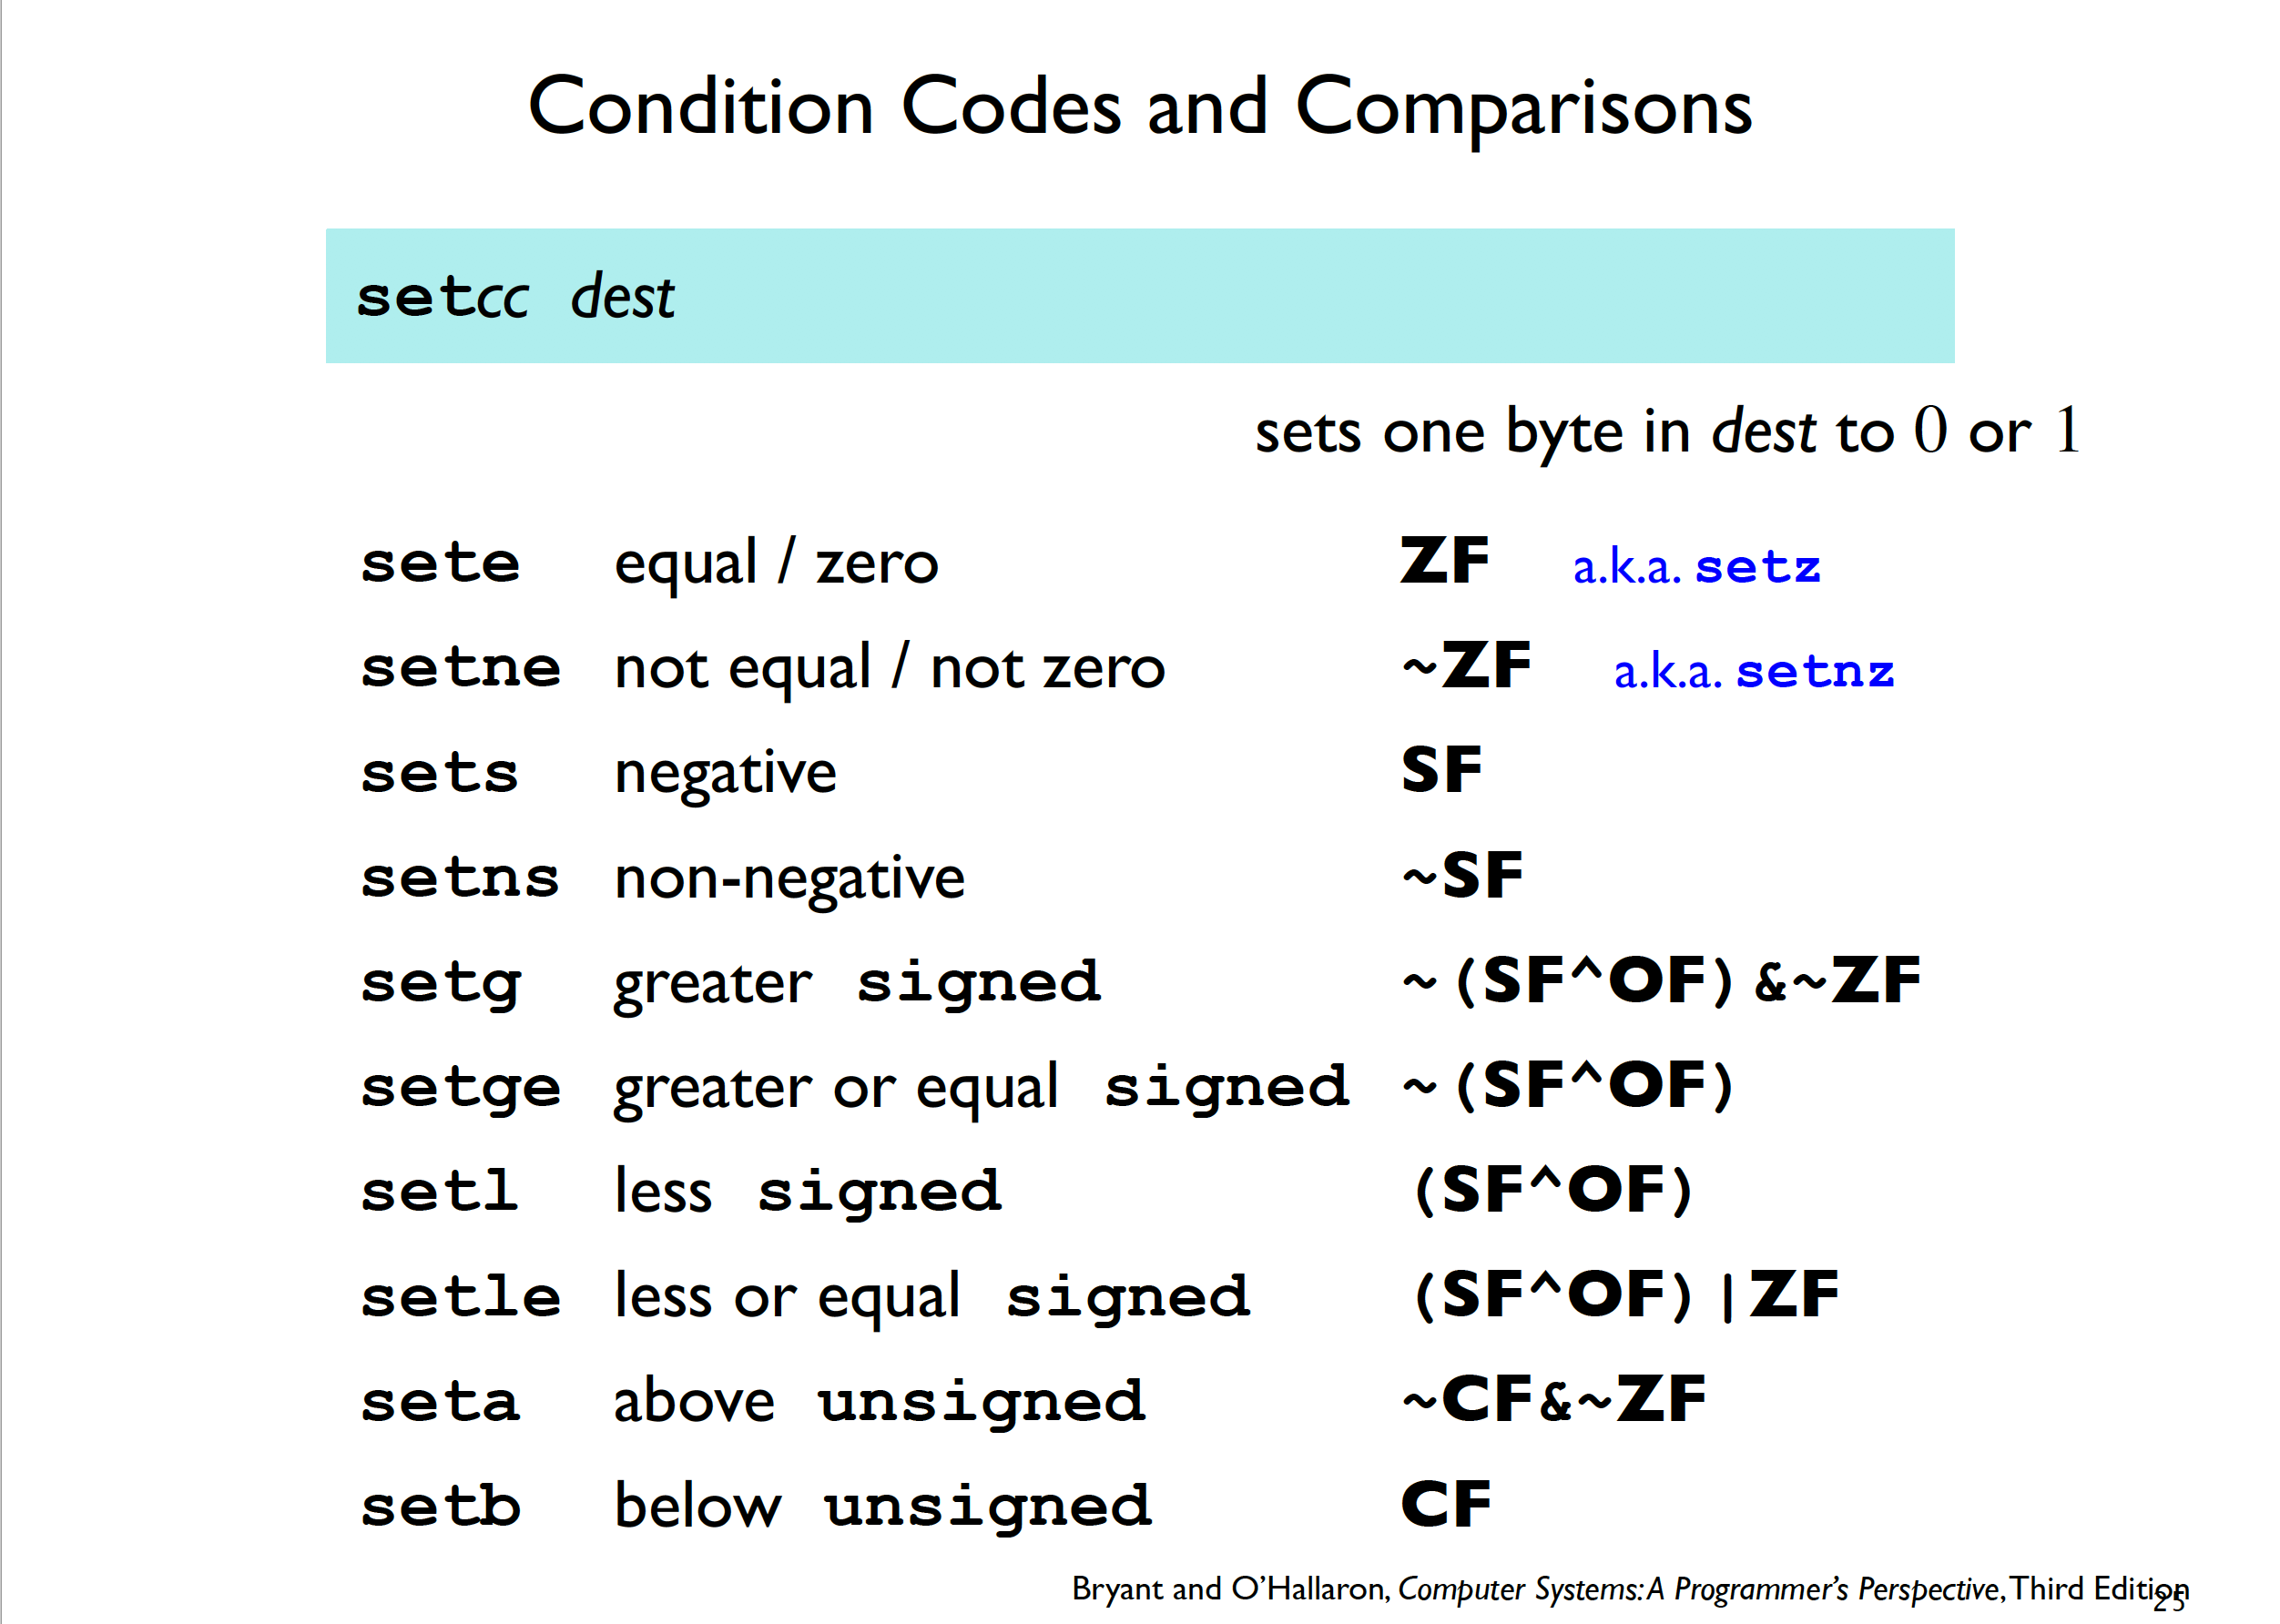 Condition Codes and Comparisons
setcc dest
sets one byte in dest to 0 or 1
sete equal / zero ZF a.k.a. setz
setne not equal / not zero ~ZF a.k.a. setnz
sets negative SF
setns non-negative ~SF
setg greater signed ~(SF^OF)&~ZF
setge greater or equal signed ~(SF^OF)
setl less signed (SF^OF)
setle less or equal signed (SF^OF)|ZF
seta above unsigned ~CF&~ZF
setb below unsigned CF
Bryant and O’Hallaron, Computer Systems: A Programmer’s Perspective, Third Edition
25